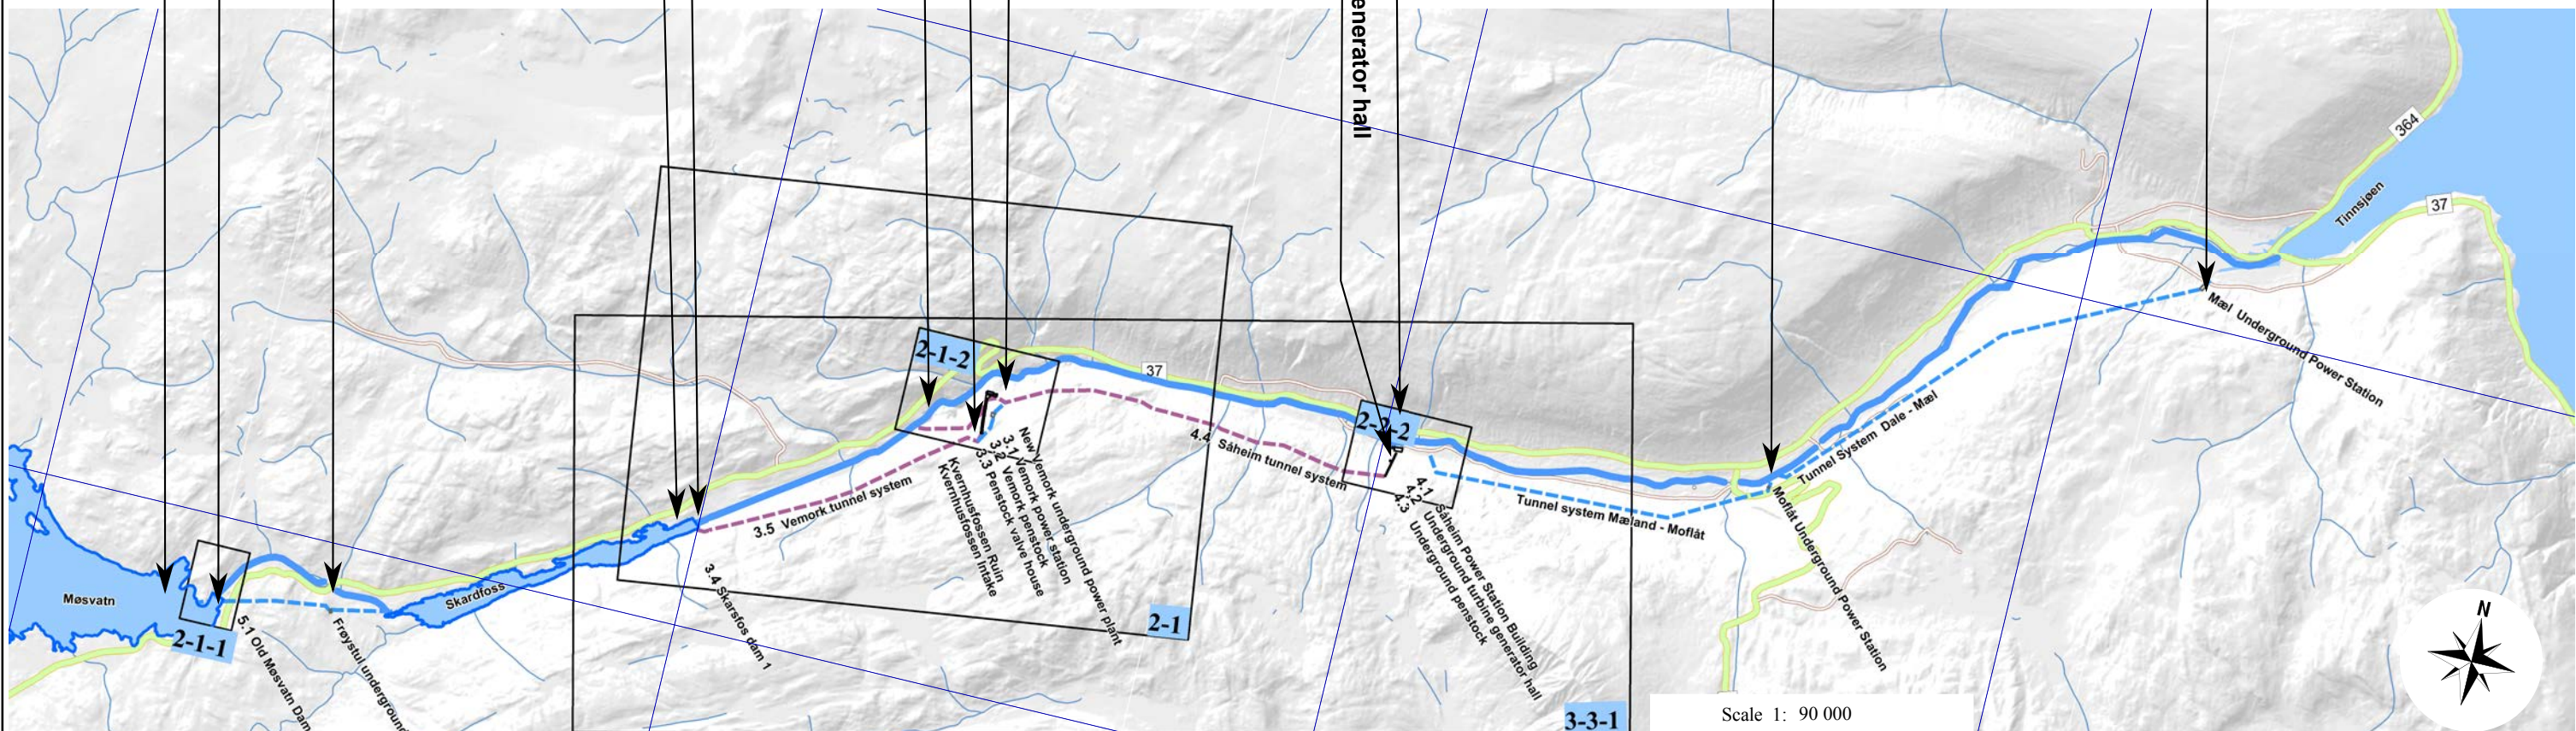 enerator hall
364
Tinnsjøen
37
Mæl Underground Power Station
2-1-2
37
2-2-2
4.4 Såheim tunnel system
Tunnel System Dale - Mæl
3.5 Vemork tunnel system
New Vemork underground power plant
3.1 Vemork power station
3.2 Vemork penstock
3.3 Penstock valve house
Kvernhusfossen Ruin
Kvernhusfossen Intake
4.1 Såheim Power Station Building
4.2 Underground turbine generator hall
4.3 Underground penstock
Tunnel system Mæland - Moflåt
Moflåt Underground Power Station
Møsvatn
Skardfoss
3.4 Skarsfos dam 1
2-1
2-1-1
5.1 Old Møsvatn Dam
Frøystul underground
N
3-3-1
Scale 1: 90 000